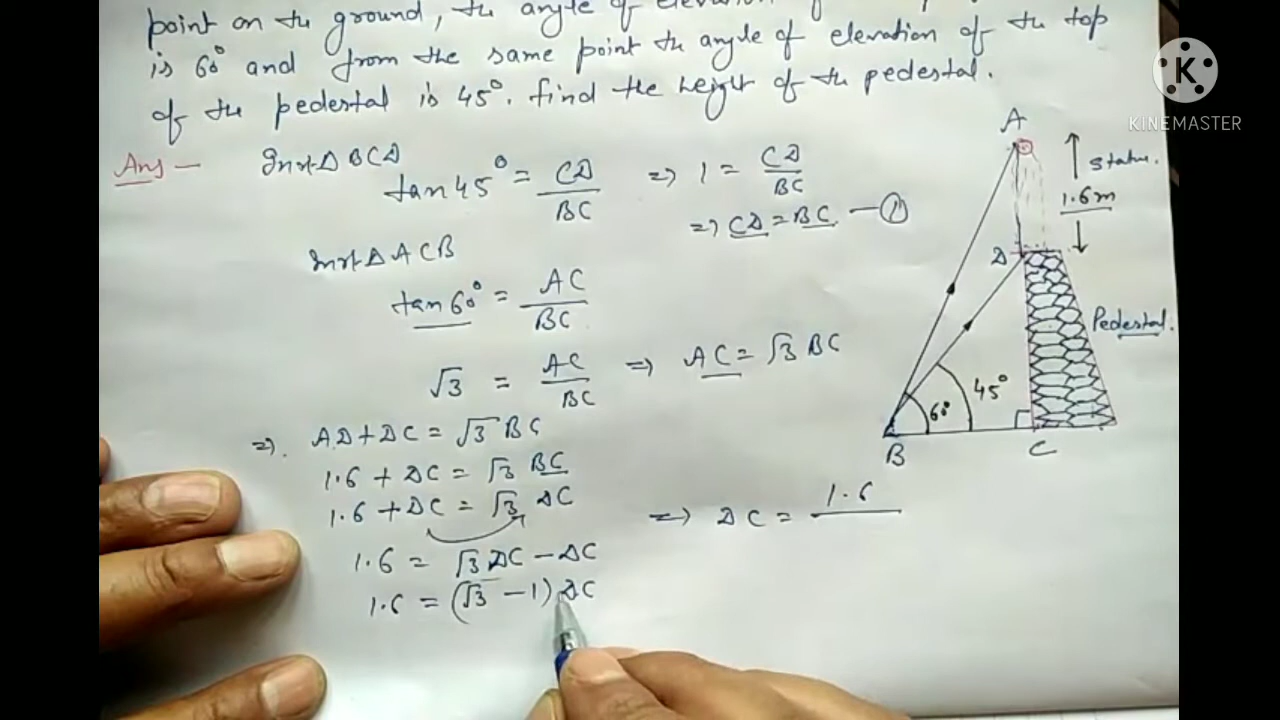 point on the ground, the angle of elevation of
is 60° and from the same point the angle of elevation of the top
of the pedestal is 45°. find the height of the pedestal.
Ans —
In rt Δ BCD
tan 45° = CD/BC => 1 = CD/BC
=> CD = BC — ①
In rt Δ ACB
tan 60° = AC/BC
√3 = AC/BC => AC = √3 BC
=> AD + DC = √3 BC
1.6 + DC = √3 BC
1.6 + DC = √3 DC => DC = 1.6
1.6 = √3 DC – DC
1.6 = (√3 – 1) DC
K
KINEMASTER
A
statue.
1.6m
D
Pedestal.
60°
45°
B
C